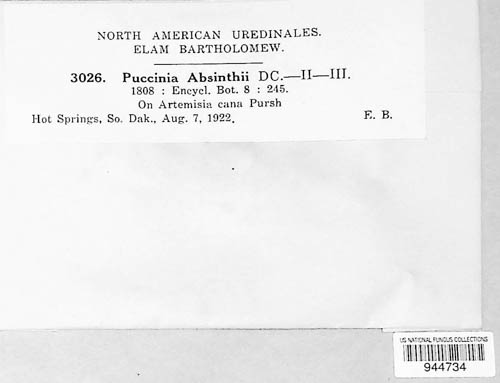 NORTH AMERICAN UREDINALES.
ELAM BARTHOLOMEW.
3026. Puccinia Absinthii DC.—II—III.
1808 : Encycl. Bot. 8 : 245.
On Artemisia cana Pursh
Hot Springs, So. Dak., Aug. 7, 1922. E. B.
US NATIONAL FUNGUS COLLECTIONS
944734